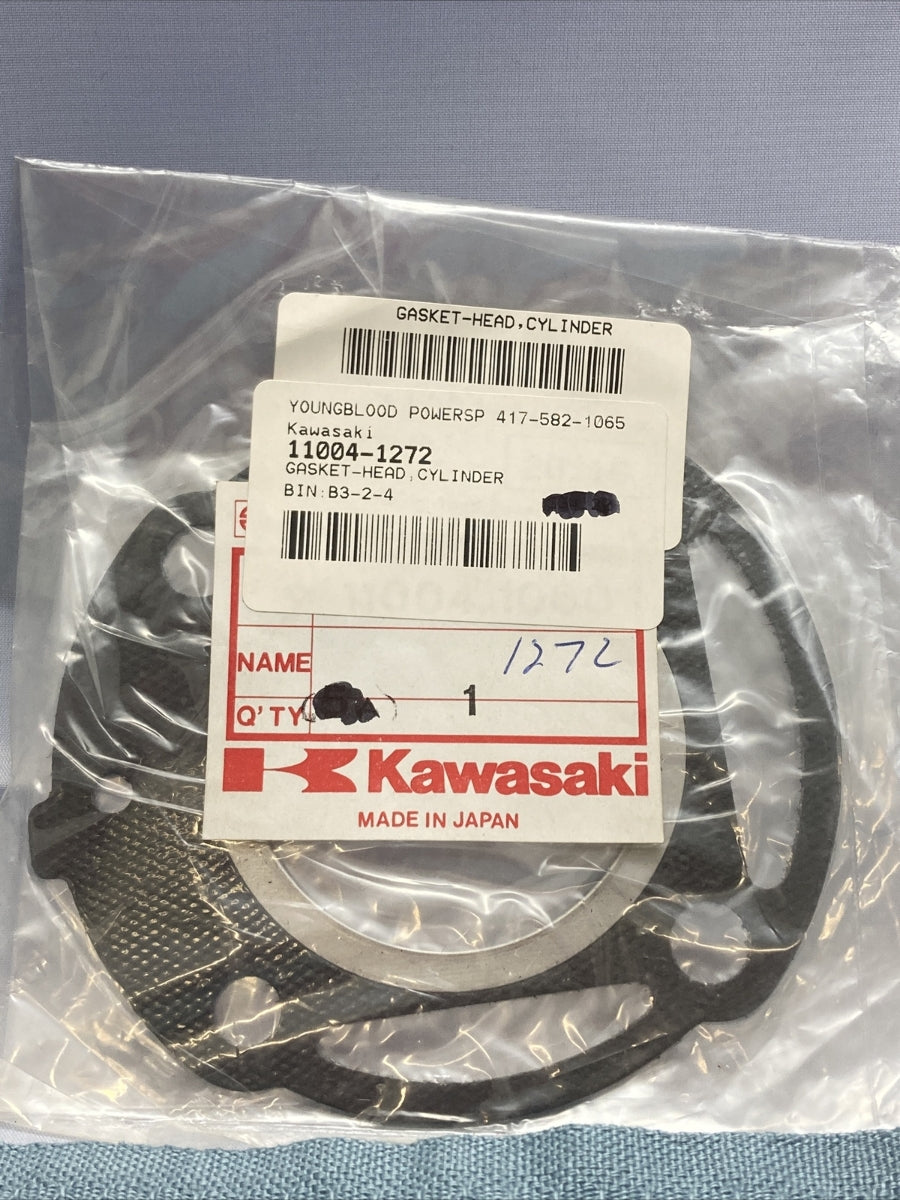 GASKET-HEAD,CYLINDER
YOUNGBLOOD POWERSP 417-582-1065
Kawasaki
11004-1272
GASKET-HEAD,CYLINDER
BIN:B3-2-4
NAME
1272
Q'TY
1
Kawasaki
MADE IN JAPAN